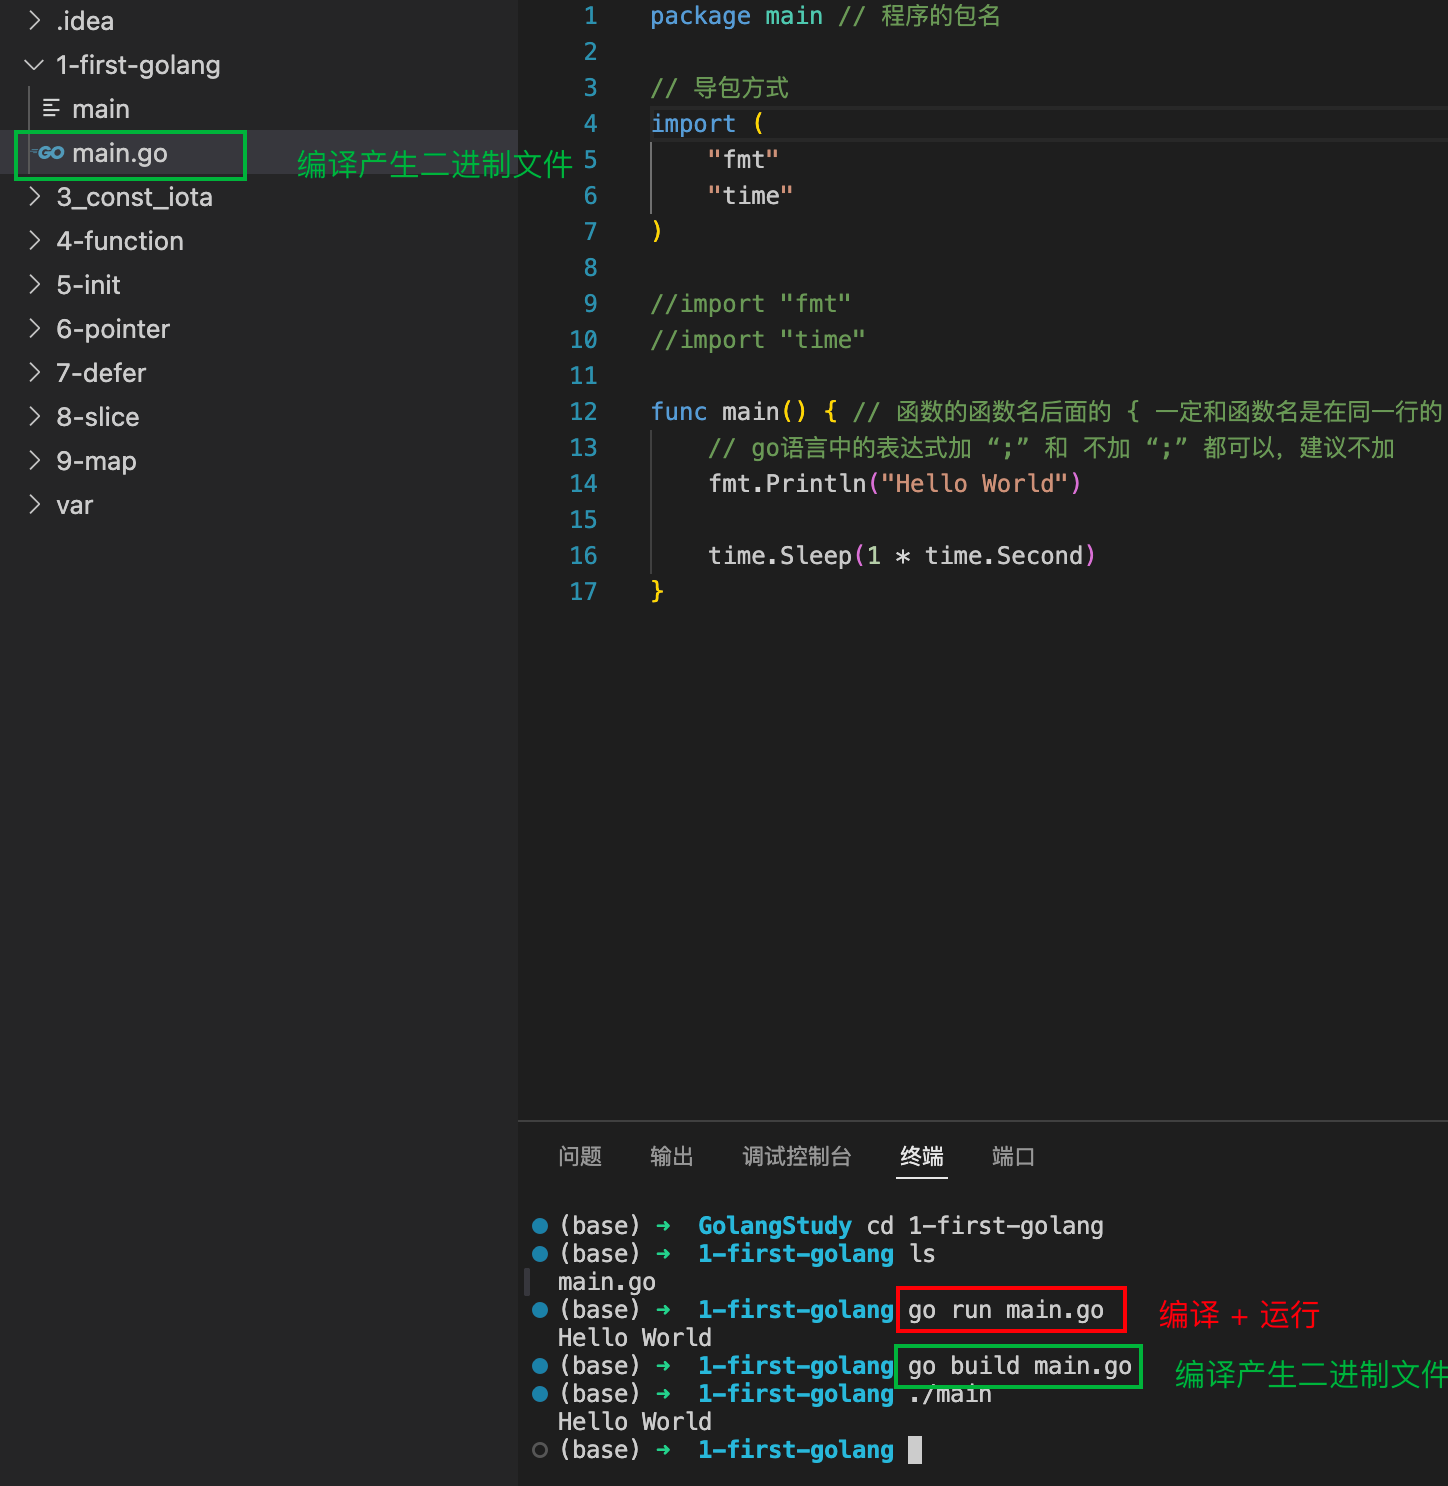 .idea
1-first-golang
main
GO main.go
编译产生二进制文件
3_const_iota
4-function
5-init
6-pointer
7-defer
8-slice
9-map
var
1 package main // 程序的包名
2
3 // 导包方式
4 import (
5 "fmt"
6 "time"
7 )
8
9 //import "fmt"
10 //import "time"
11
12 func main() { // 函数的函数名后面的 { 一定和函数名是在同一行的
13 // go语言中的表达式加 “;” 和 不加 “;” 都可以，建议不加
14 fmt.Println("Hello World")
15
16 time.Sleep(1 * time.Second)
17 }
问题 输出 调试控制台 终端 端口
(base) ➜ GolangStudy cd 1-first-golang
(base) ➜ 1-first-golang ls
main.go
(base) ➜ 1-first-golang go run main.go 编译 + 运行
Hello World
(base) ➜ 1-first-golang go build main.go 编译产生二进制文件
(base) ➜ 1-first-golang ./main
Hello World
(base) ➜ 1-first-golang